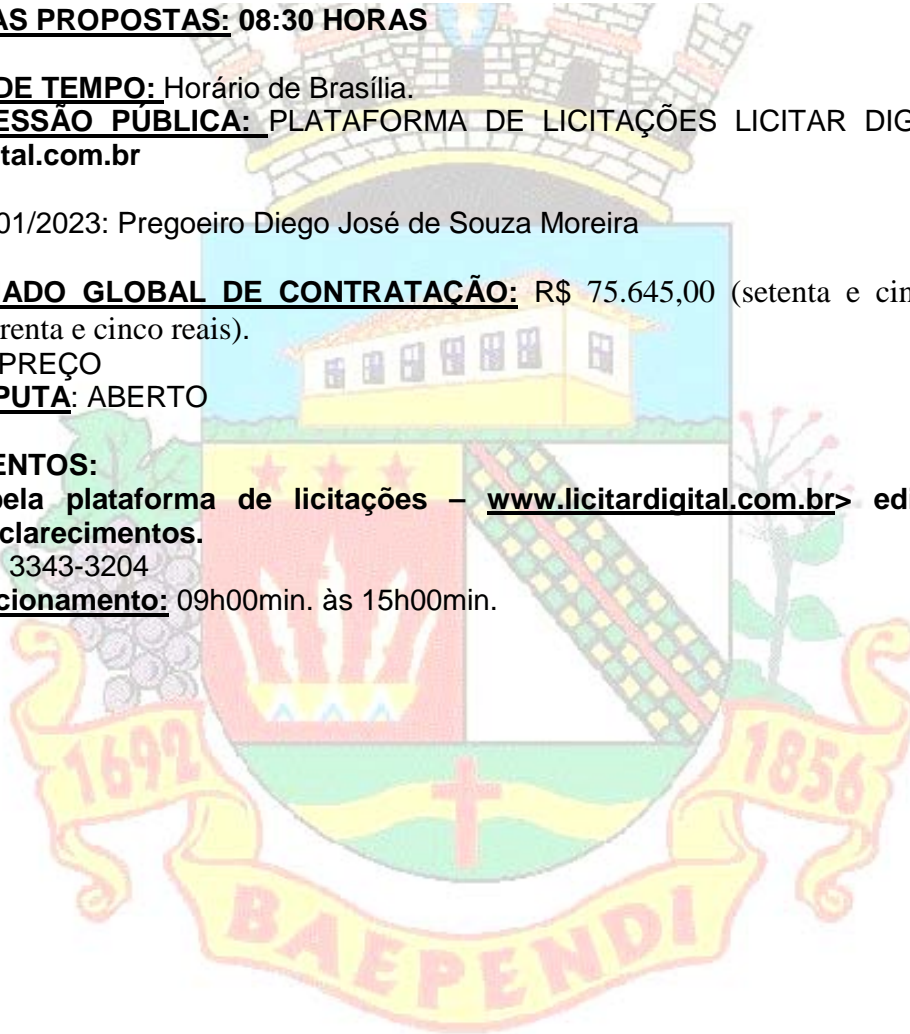 AS PROPOSTAS: 08:30 HORAS
DE TEMPO: Horário de Brasília.
ESSÃO PÚBLICA: PLATAFORMA DE LICITAÇÕES LICITAR DIG
tal.com.br
01/2023: Pregoeiro Diego José de Souza Moreira
ADO GLOBAL DE CONTRATAÇÃO: R$ 75.645,00 (setenta e cin
renta e cinco reais).
PREÇO
PUTA: ABERTO
ENTOS:
pela plataforma de licitações – www.licitardigital.com.br> ed
clarecimentos.
3343-3204
cionamento: 09h00min. às 15h00min.
1692
1856
BAEPENDI